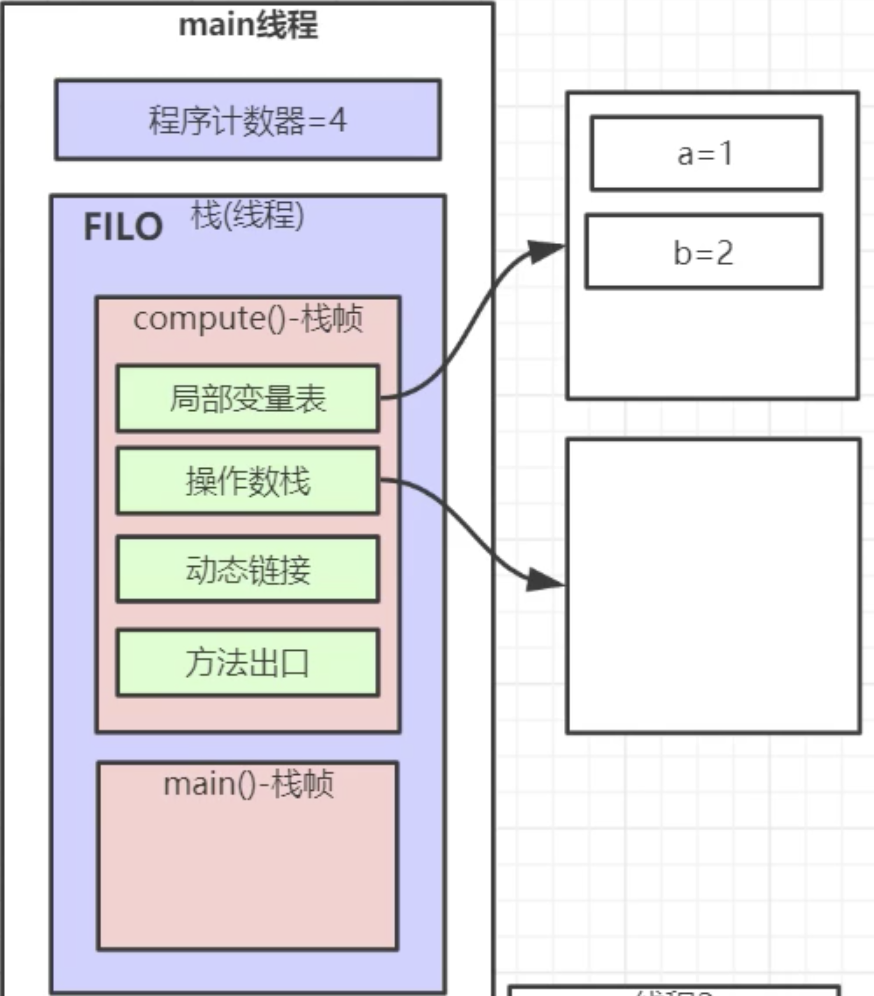 main线程
程序计数器=4
FILO 栈(线程)
compute()-栈帧
局部变量表
操作数栈
动态链接
方法出口
main()-栈帧
a=1
b=2